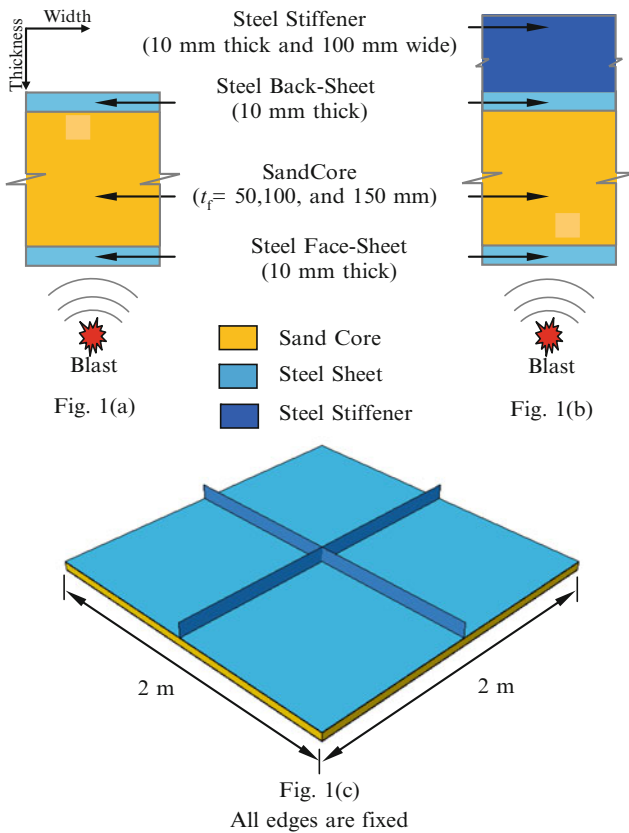 Width
Thickness
Steel Stiffener
(10 mm thick and 100 mm wide)
Steel Back-Sheet
(10 mm thick)
SandCore
(t_f= 50,100, and 150 mm)
Steel Face-Sheet
(10 mm thick)
Blast
Fig. 1(a)
Sand Core
Steel Sheet
Steel Stiffener
Blast
Fig. 1(b)
2 m
2 m
Fig. 1(c)
All edges are fixed